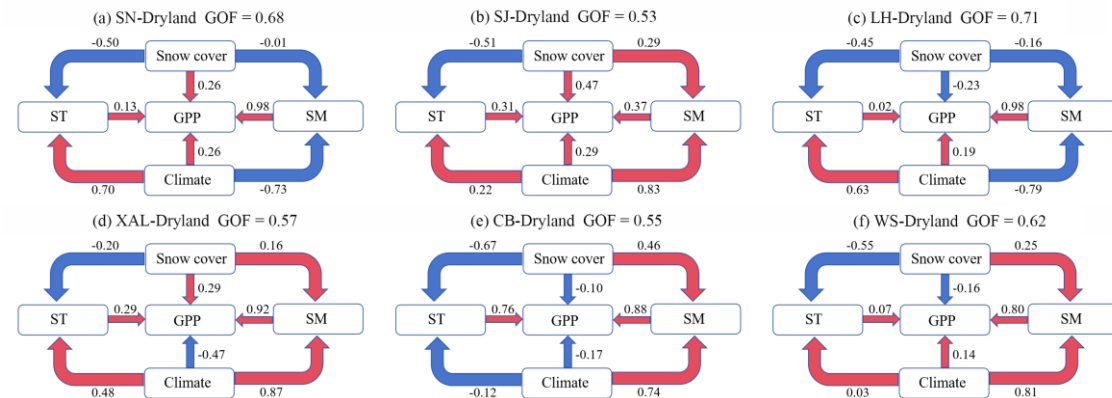 (a) SN-Dryland GOF = 0.68
-0.50
Snow cover
-0.01
0.26
ST
0.13
GPP
0.98
SM
0.26
Climate
0.70
-0.73
(b) SJ-Dryland GOF = 0.53
-0.51
Snow cover
0.29
0.47
ST
0.31
GPP
0.37
SM
0.29
Climate
0.22
0.83
(c) LH-Dryland GOF = 0.71
-0.45
Snow cover
-0.16
-0.23
ST
0.02
GPP
0.98
SM
0.19
Climate
0.63
-0.79
(d) XAL-Dryland GOF = 0.57
-0.20
Snow cover
0.16
0.29
ST
0.29
GPP
0.92
SM
-0.47
Climate
0.48
0.87
(e) CB-Dryland GOF = 0.55
-0.67
Snow cover
0.46
-0.10
ST
0.76
GPP
0.88
SM
-0.17
Climate
-0.12
0.74
(f) WS-Dryland GOF = 0.62
-0.55
Snow cover
0.25
-0.16
ST
0.07
GPP
0.80
SM
0.14
Climate
0.03
0.81